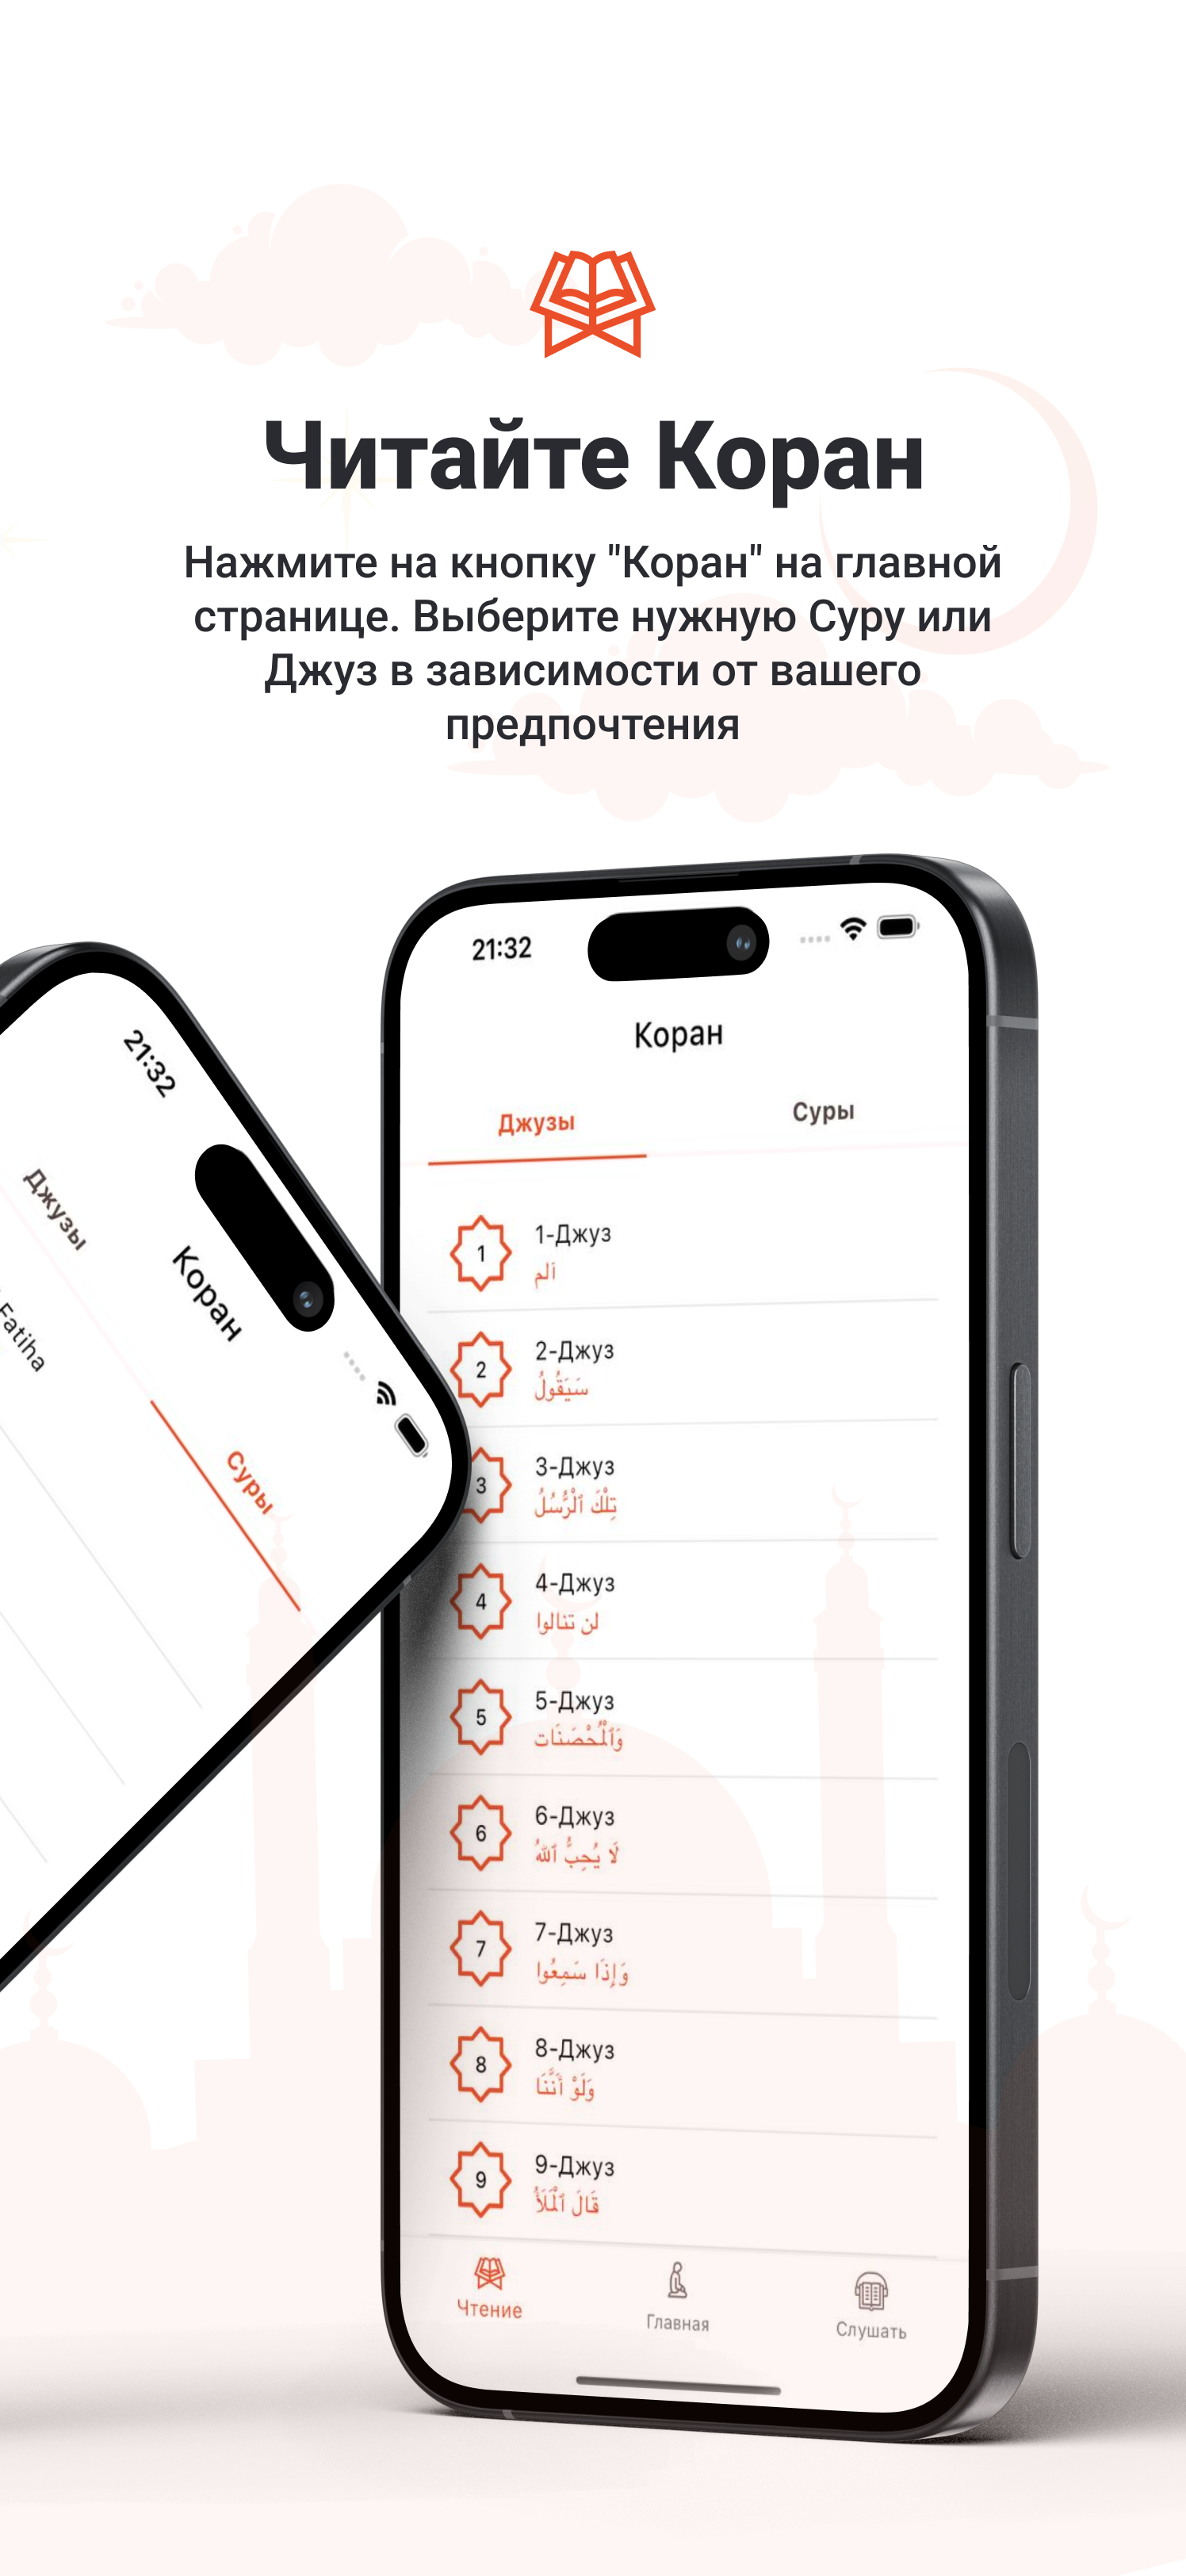 Читайте Коран
Нажмите на кнопку "Коран" на главной
странице. Выберите нужную Суру или
Джуз в зависимости от вашего
предпочтения
21:32
Джузы
Коран
Fatiha
Суры
21:32
Коран
Джузы
Суры
1
1-Джуз
الم
2
2-Джуз
سَيَقُولُ
3
3-Джуз
تِلْكَ ٱلْرُّسُلُ
4
4-Джуз
لن تنالوا
5
5-Джуз
وَٱلْمُحْصَنَات
6
6-Джуз
لَا يُحِبُّ ٱللهُ
7
7-Джуз
وَإِذَا سَمِعُوا
8
8-Джуз
وَلَوْ أَنَّنَا
9
9-Джуз
قَالَ ٱلْمَلَأُ
Чтение
Главная
Слушать